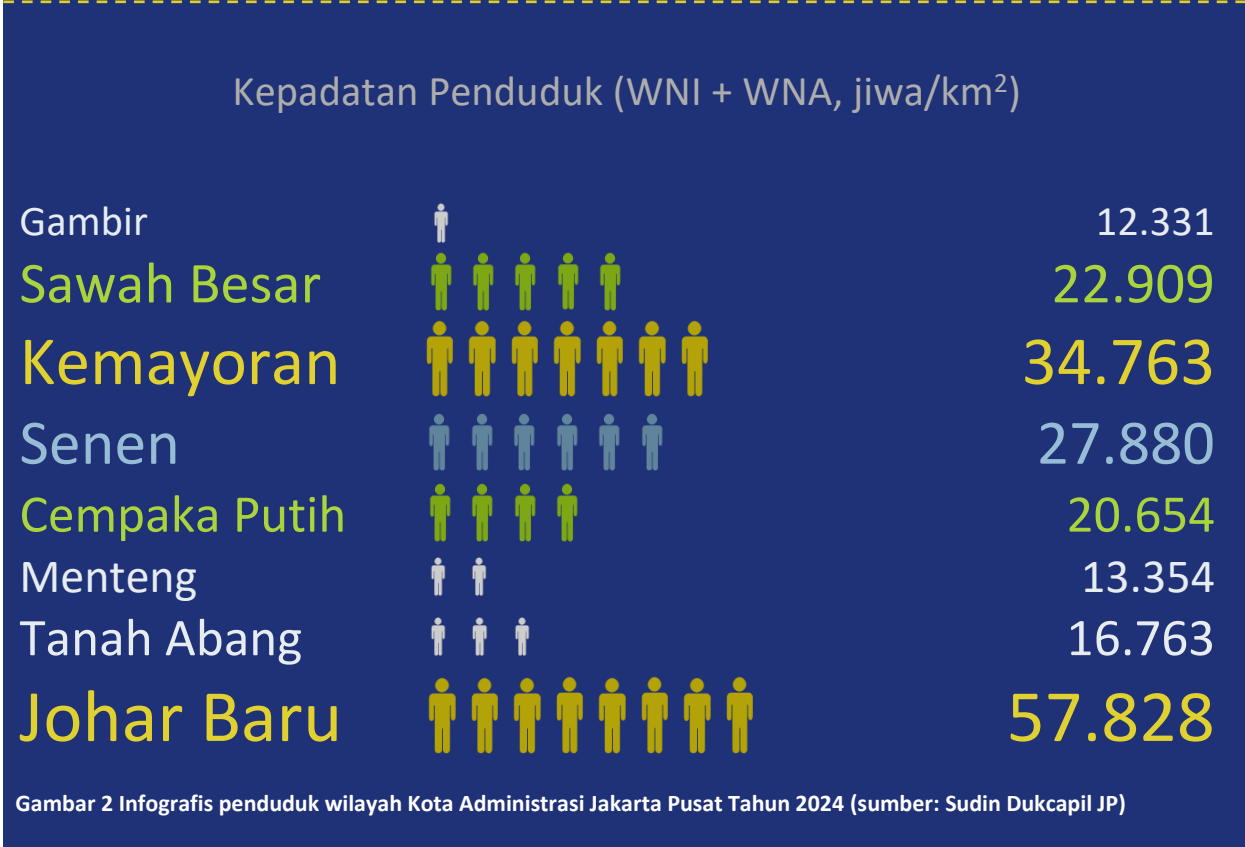 Kepadatan Penduduk (WNI + WNA, jiwa/km²)
Gambir 12.331
Sawah Besar 22.909
Kemayoran 34.763
Senen 27.880
Cempaka Putih 20.654
Menteng 13.354
Tanah Abang 16.763
Johar Baru 57.828
Gambar 2 Infografis penduduk wilayah Kota Administrasi Jakarta Pusat Tahun 2024 (sumber: Sudin Dukcapil JP)